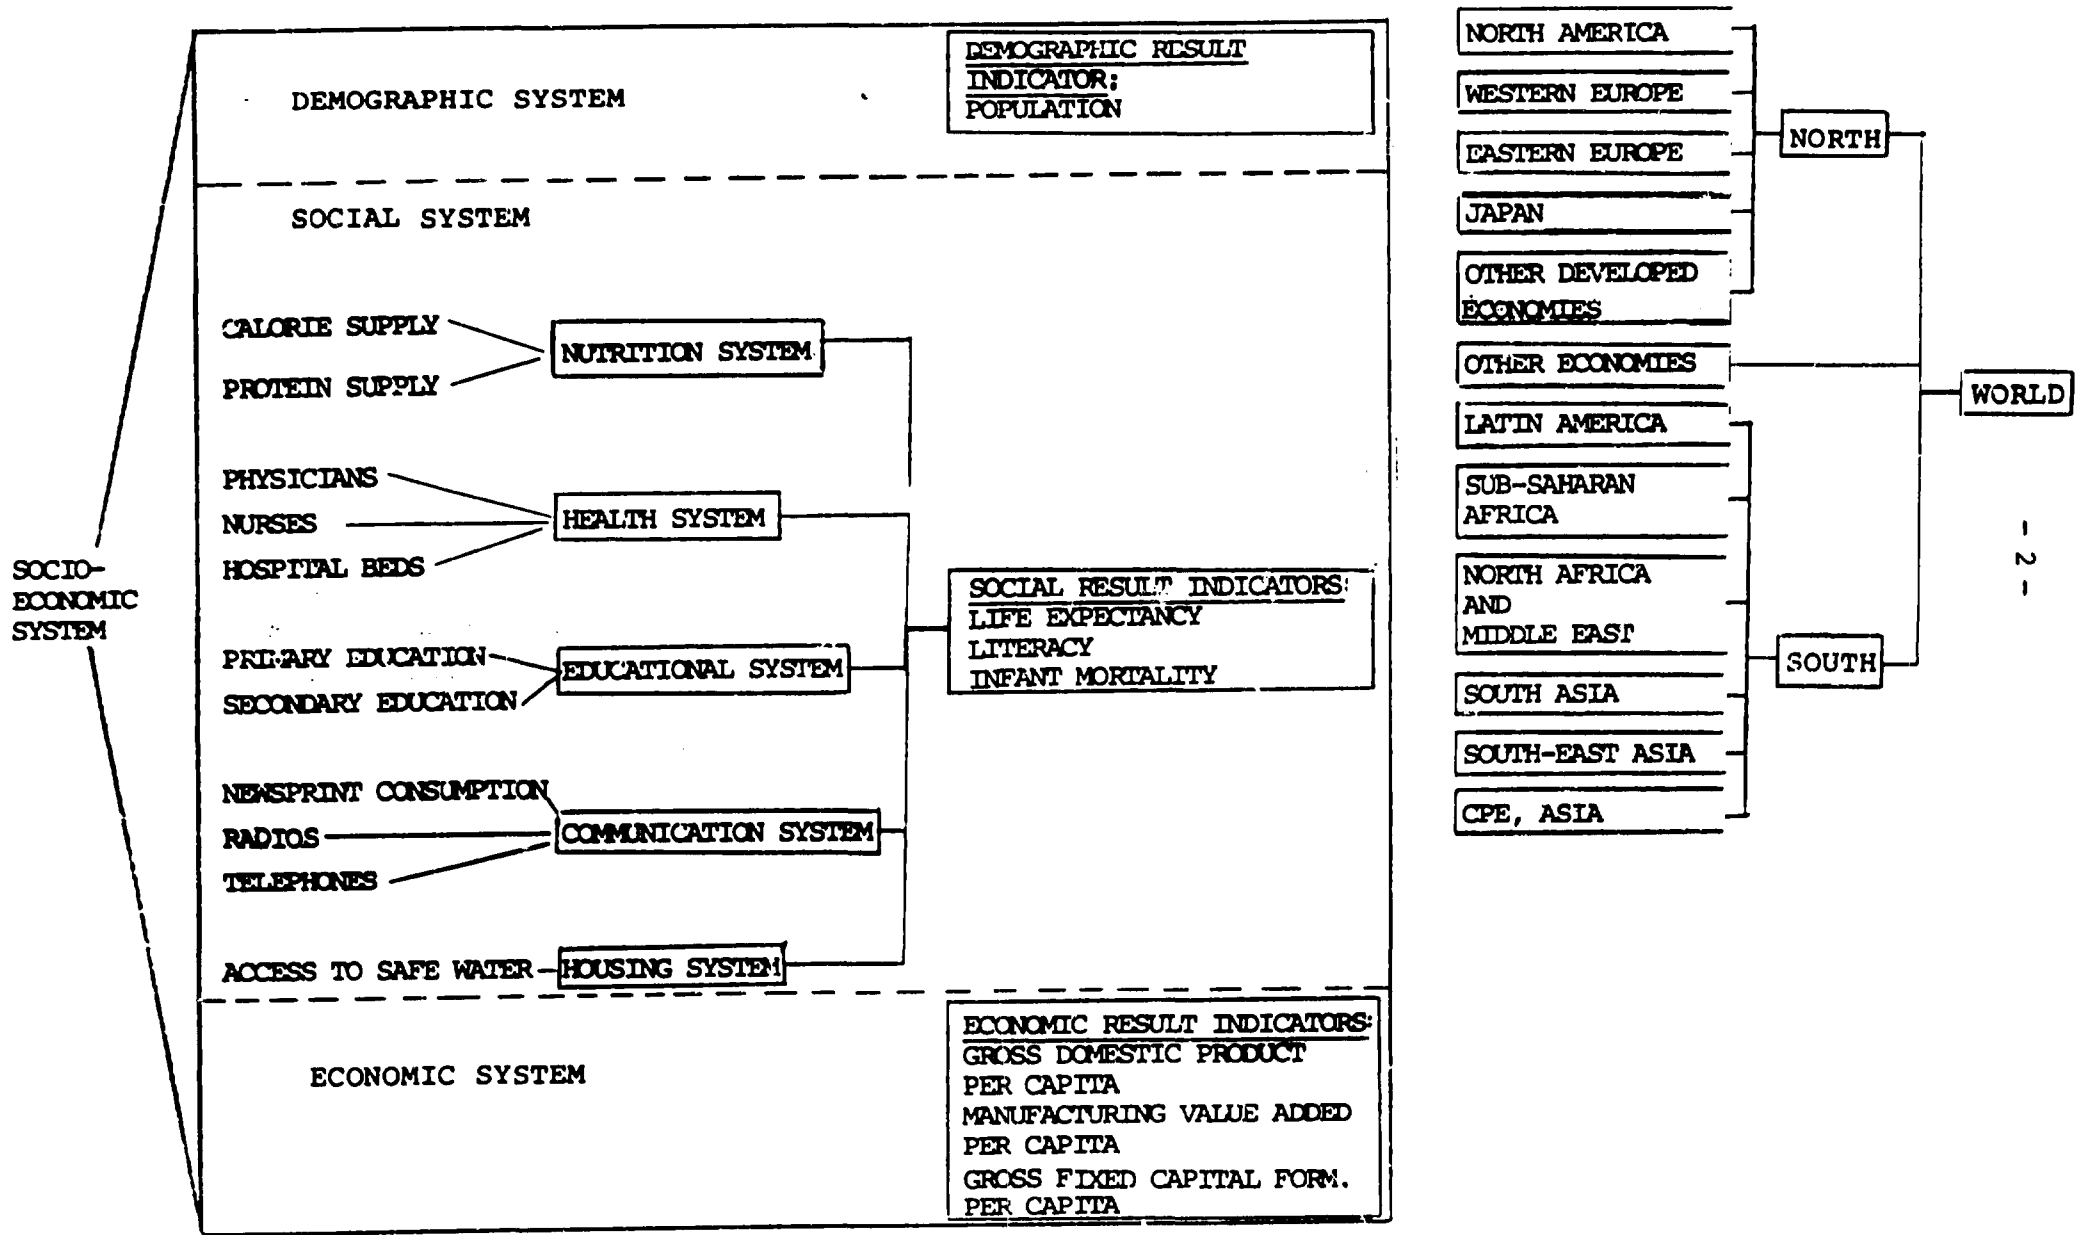 DEMOGRAPHIC SYSTEM
DEMOGRAPHIC RESULT
INDICATOR:
POPULATION
SOCIAL SYSTEM
CALORIE SUPPLY
PROTEIN SUPPLY
NUTRITION SYSTEM
PHYSICIANS
NURSES
HOSPITAL BEDS
HEALTH SYSTEM
SOCIO-
ECONOMIC
SYSTEM
SOCIAL RESULT INDICATORS:
LIFE EXPECTANCY
LITERACY
INFANT MORTALITY
PRIMARY EDUCATION
SECONDARY EDUCATION
EDUCATIONAL SYSTEM
NEWSPRINT CONSUMPTION
RADIOS
TELEPHONES
COMMUNICATION SYSTEM
ACCESS TO SAFE WATER
HOUSING SYSTEM
ECONOMIC SYSTEM
ECONOMIC RESULT INDICATORS:
GROSS DOMESTIC PRODUCT
PER CAPITA
MANUFACTURING VALUE ADDED
PER CAPITA
GROSS FIXED CAPITAL FORM.
PER CAPITA
NORTH AMERICA
WESTERN EUROPE
EASTERN EUROPE
JAPAN
OTHER DEVELOPED
ECONOMIES
NORTH
OTHER ECONOMIES
WORLD
LATIN AMERICA
SUB-SAHARAN
AFRICA
NORTH AFRICA
AND
MIDDLE EAST
SOUTH ASIA
SOUTH-EAST ASIA
CPE, ASIA
SOUTH
- 2 -